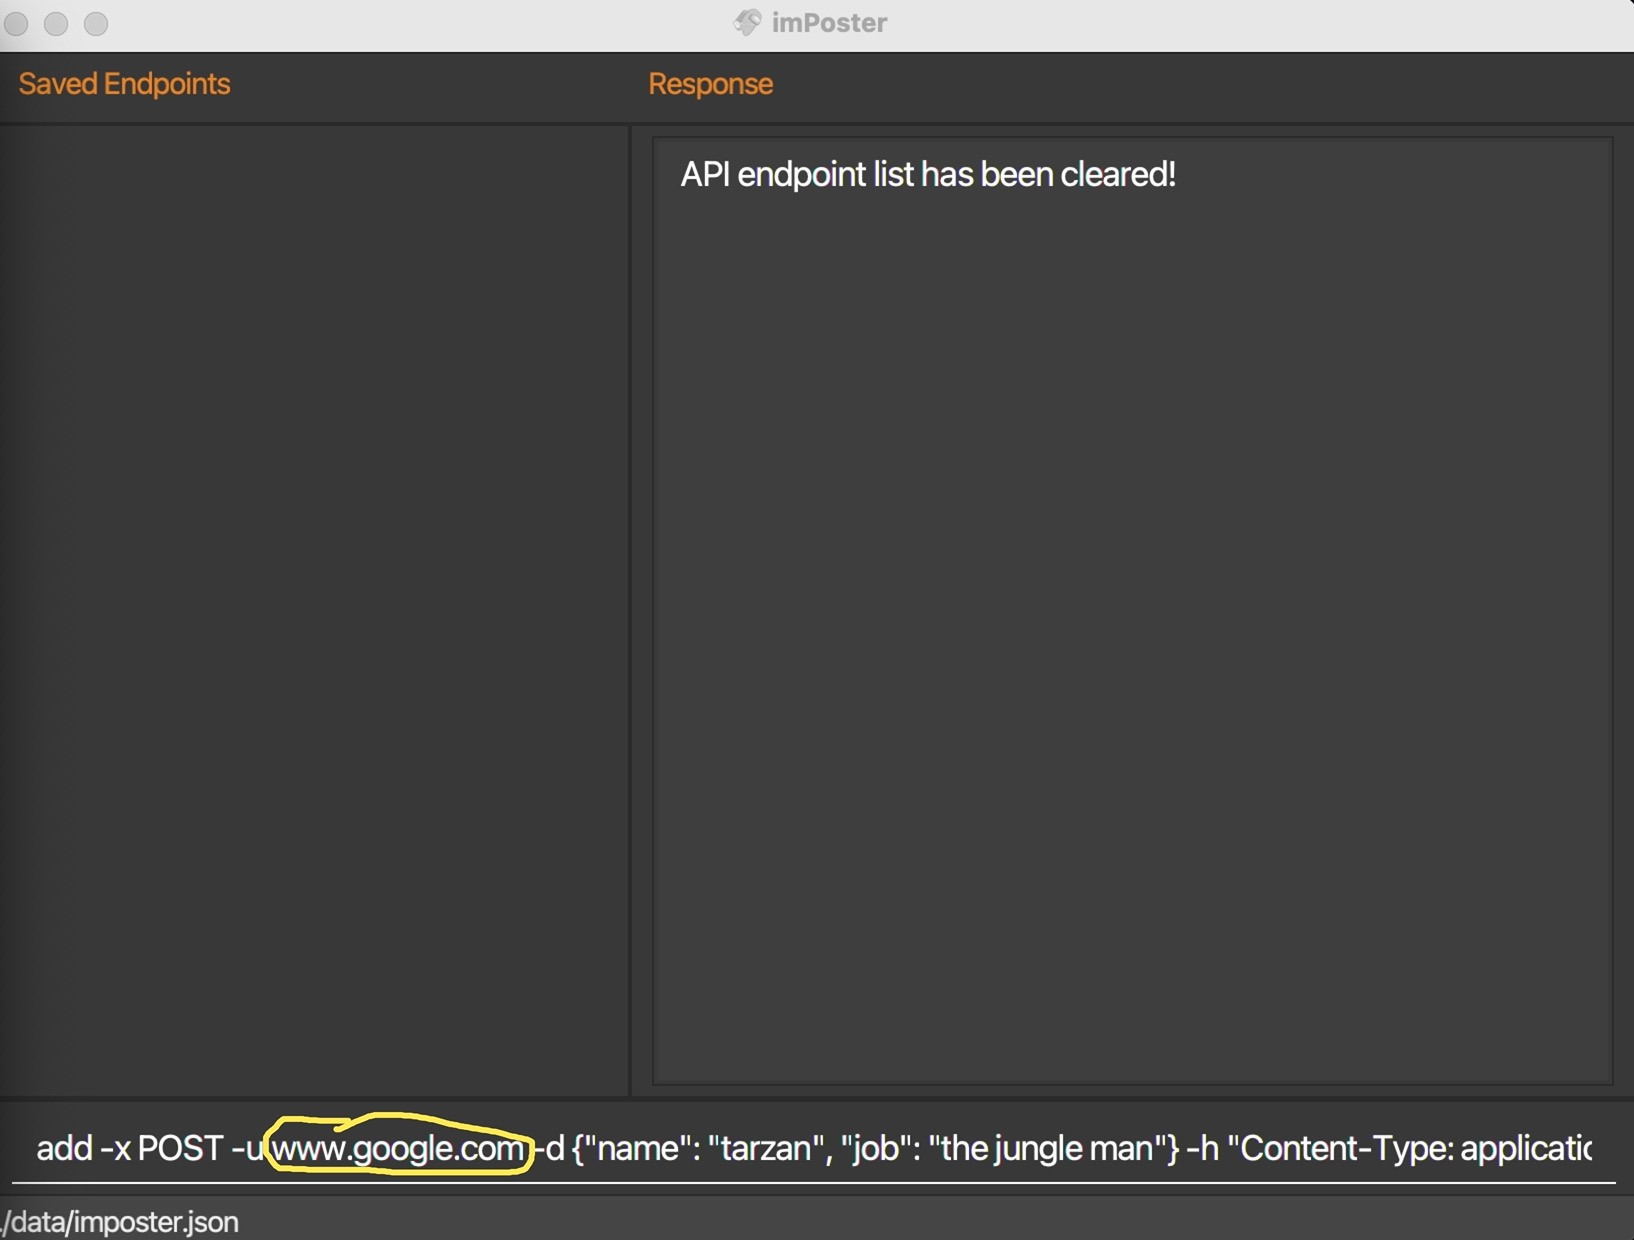 imPoster
Saved Endpoints
Response
API endpoint list has been cleared!
add -x POST -u www.google.com -d {"name": "tarzan", "job": "the jungle man"} -h "Content-Type: applicatic
./data/imposter.json